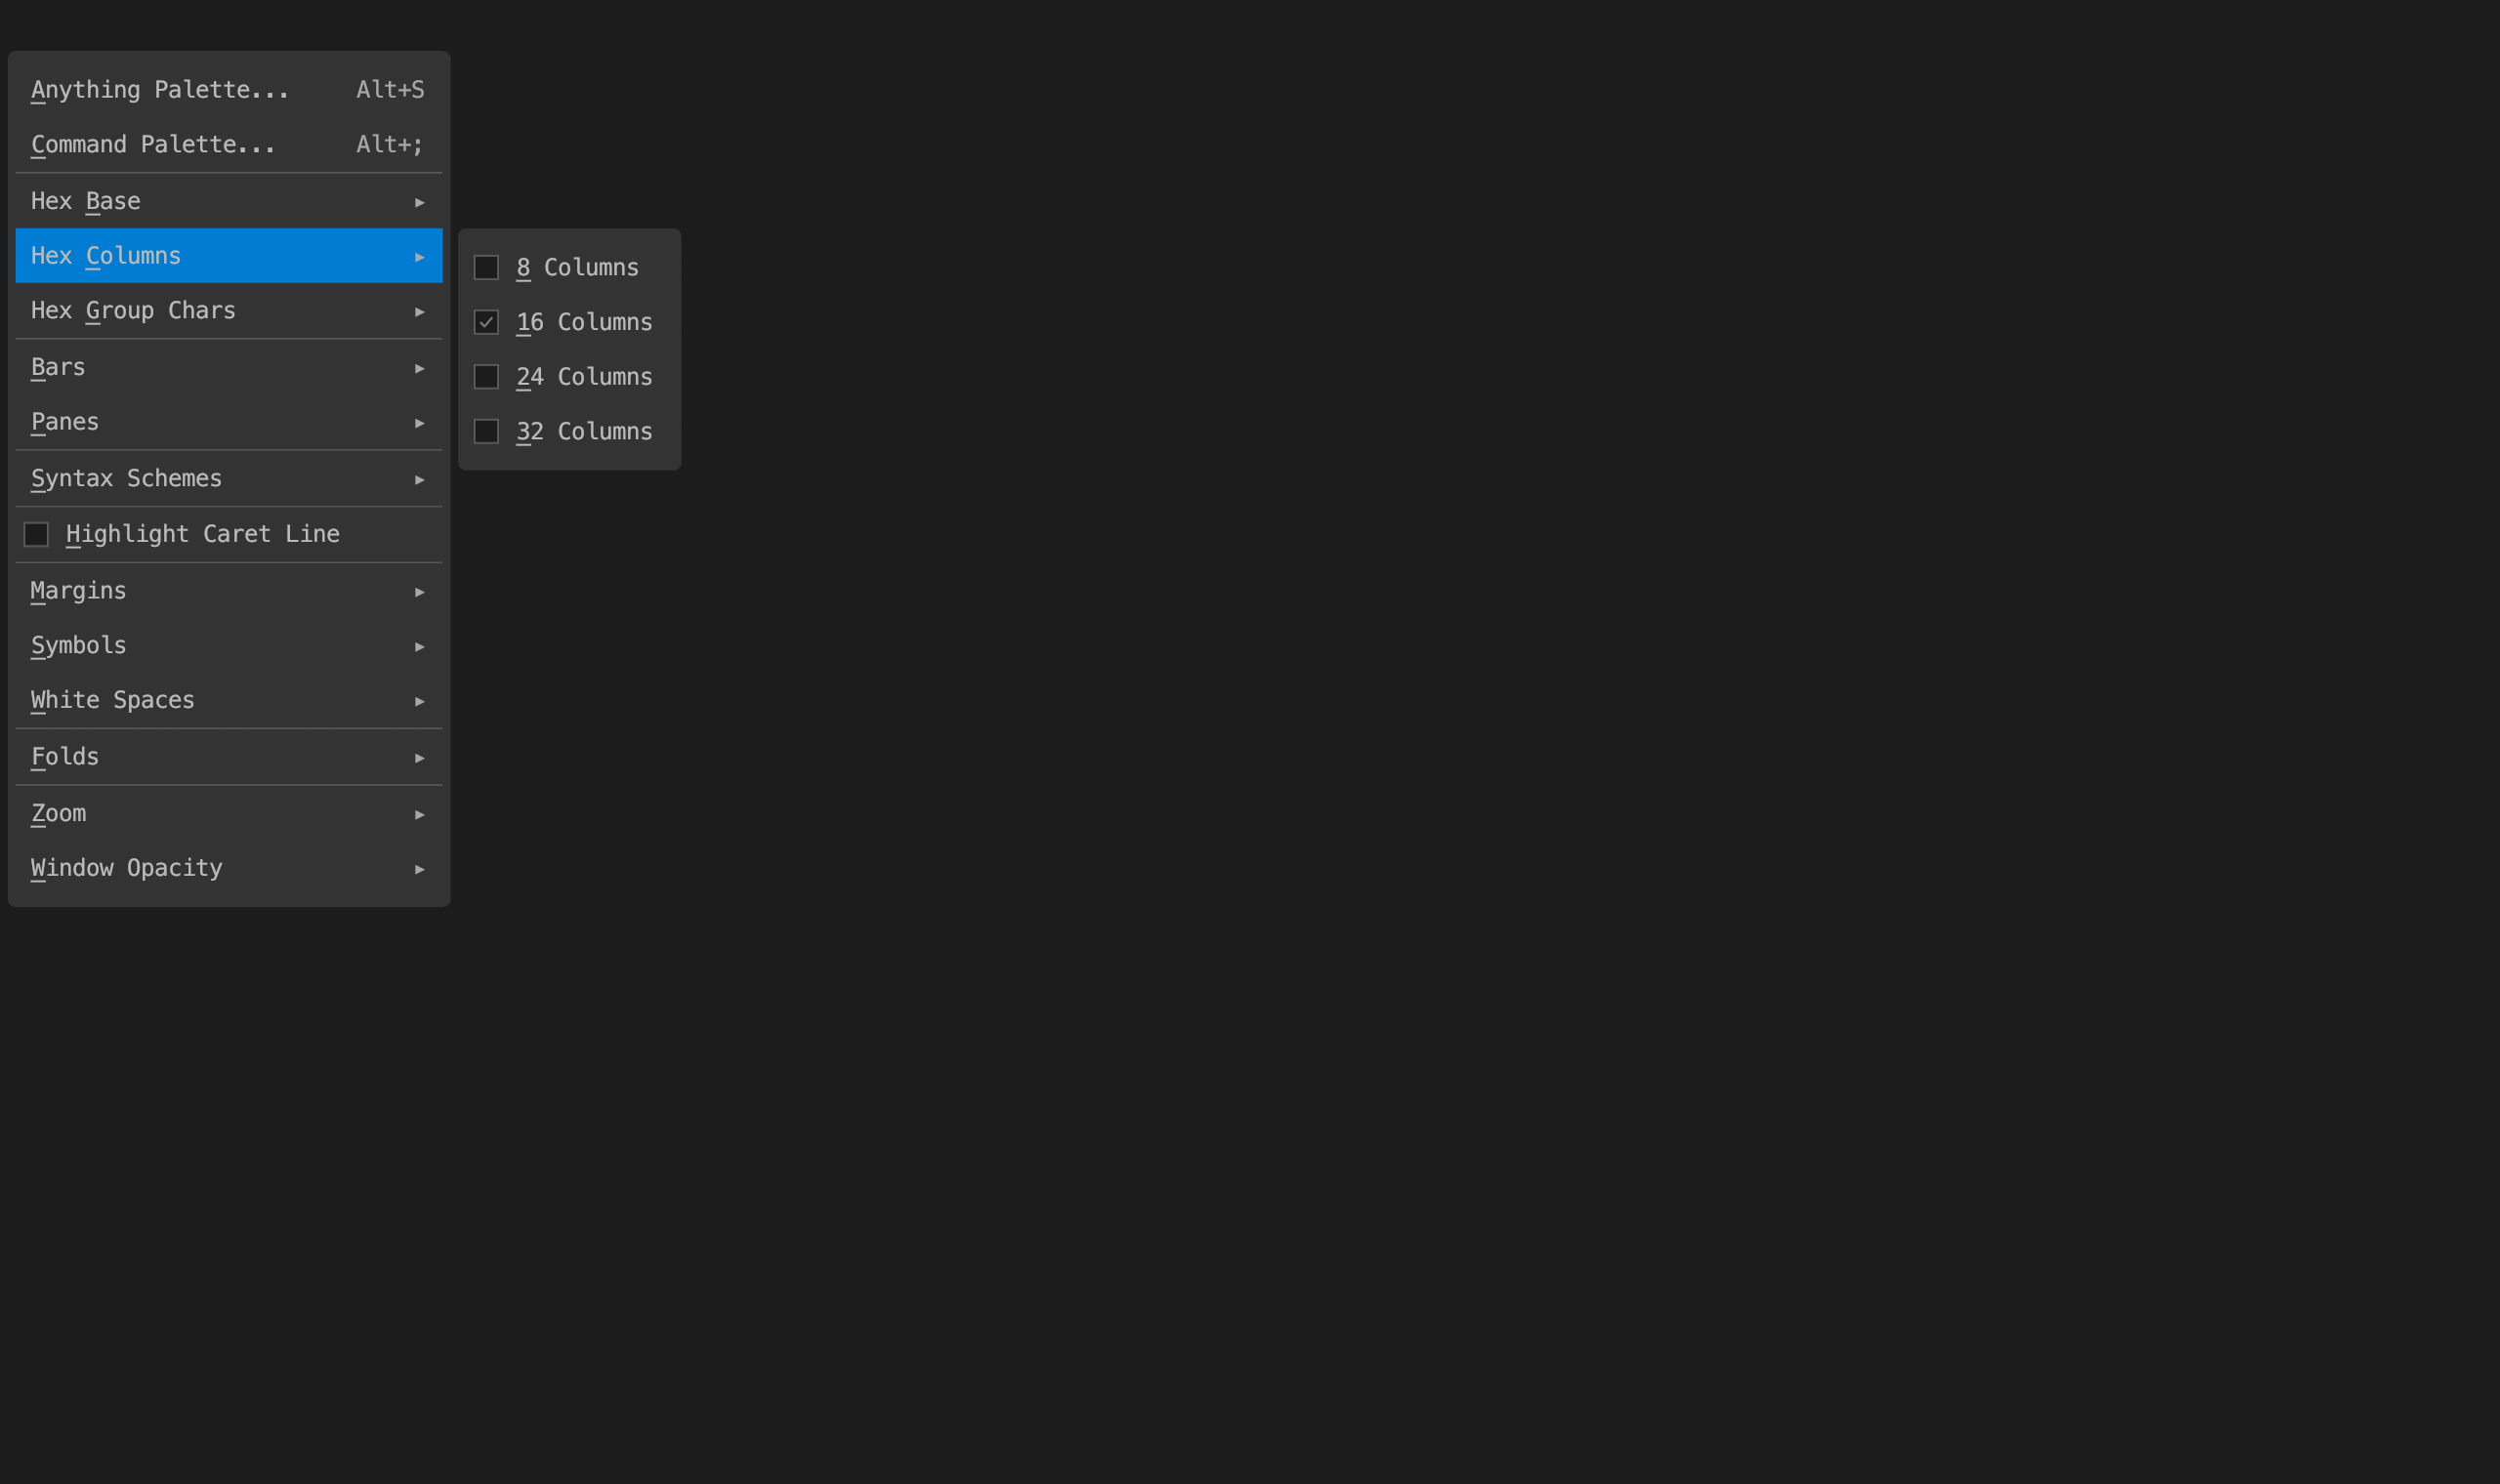 Anything Palette... Alt+S
Command Palette... Alt+;
Hex Base
Hex Columns
Hex Group Chars
Bars
Panes
Syntax Schemes
Highlight Caret Line
Margins
Symbols
White Spaces
Folds
Zoom
Window Opacity
8 Columns
16 Columns
24 Columns
32 Columns